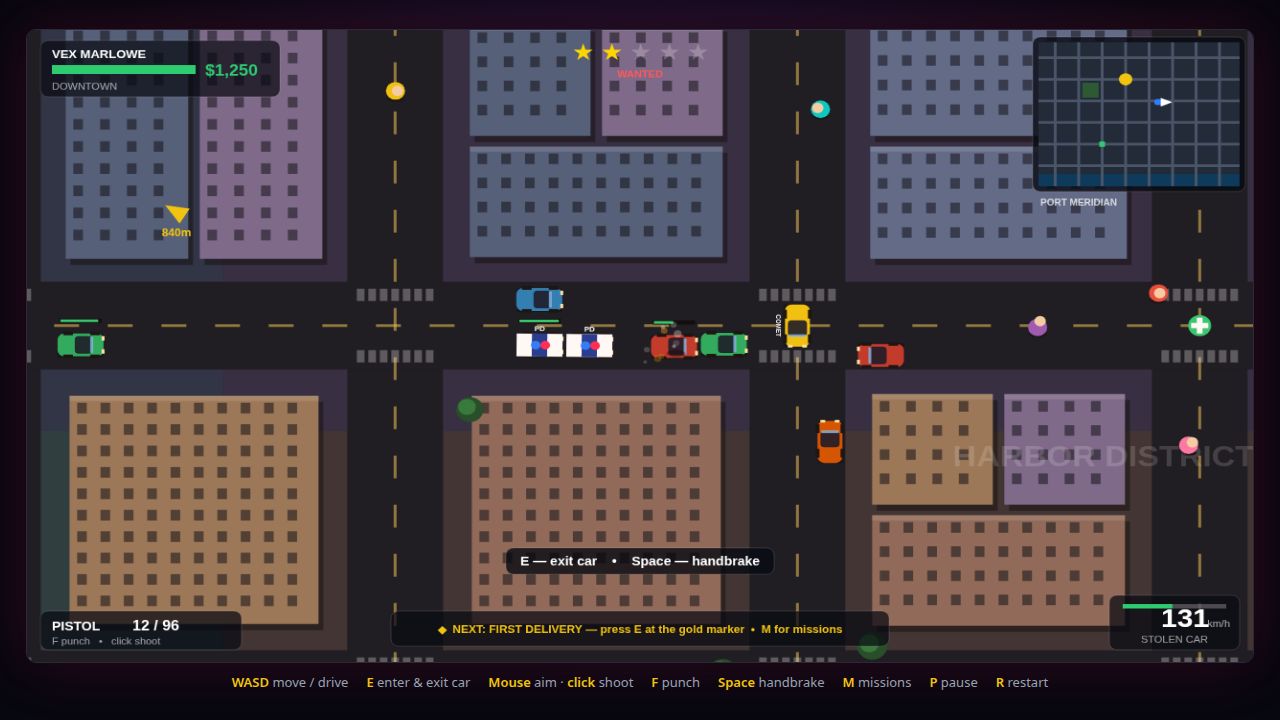 VEX MARLOWE
$1,250
DOWNTOWN
WANTED
840m
PORT MERIDIAN
PD PD
COMET
HARBOR DISTRICT
E — exit car • Space — handbrake
PISTOL 12 / 96
F punch • click shoot
◆ NEXT: FIRST DELIVERY — press E at the gold marker • M for missions
131 km/h
STOLEN CAR
WASD move / drive E enter & exit car Mouse aim · click shoot F punch Space handbrake M missions P pause R restart